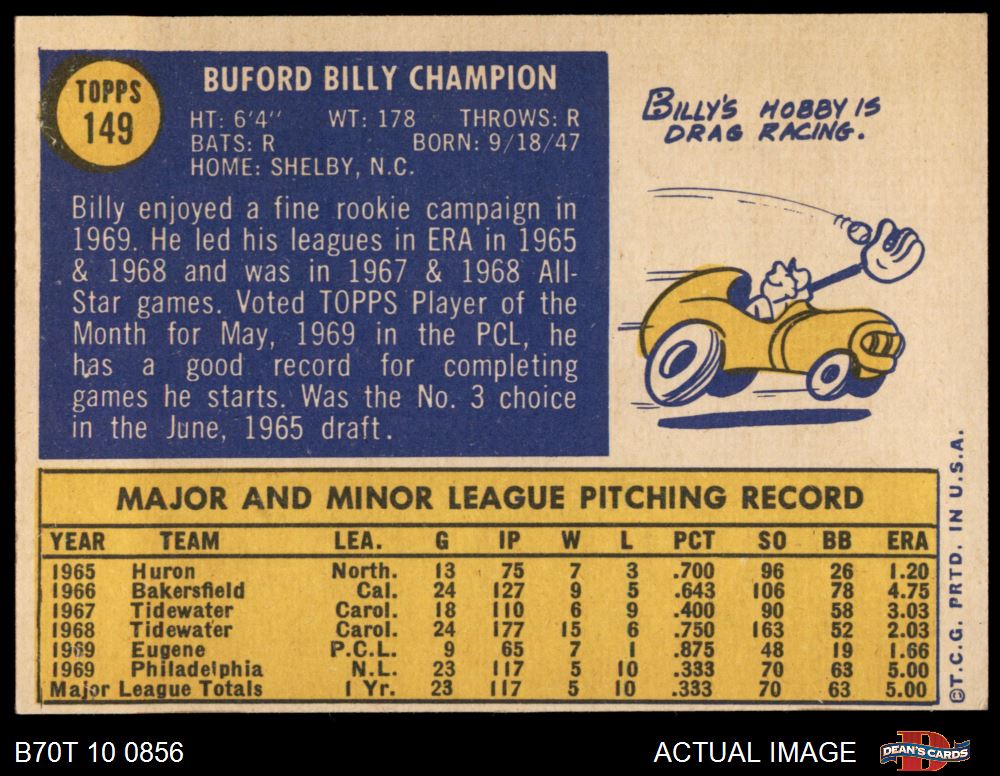 TOPPS
149
BUFORD BILLY CHAMPION
HT: 6'4" WT: 178 THROWS: R
BATS: R BORN: 9/18/47
HOME: SHELBY, N.C.
Billy enjoyed a fine rookie campaign in
1969. He led his leagues in ERA in 1965
& 1968 and was in 1967 & 1968 All-
Star games. Voted TOPPS Player of the
Month for May, 1969 in the PCL, he
has a good record for completing
games he starts. Was the No. 3 choice
in the June, 1965 draft.
BILLY'S HOBBY IS
DRAG RACING.
MAJOR AND MINOR LEAGUE PITCHING RECORD
YEAR TEAM LEA. G IP W L PCT SO BB ERA
1965 Huron North. 13 75 7 3 .700 96 26 1.20
1966 Bakersfield Cal. 24 127 9 5 .643 106 78 4.75
1967 Tidewater Carol. 18 110 6 9 .400 90 58 3.03
1968 Tidewater Carol. 24 177 15 6 .750 163 52 2.03
1969 Eugene P.C.L. 9 65 7 1 .875 48 19 1.66
1969 Philadelphia N.L. 23 117 5 10 .333 70 63 5.00
Major League Totals 1 Yr. 23 117 5 10 .333 70 63 5.00
©T.C.G. PRTD. IN U.S.A.
B70T 10 0856
ACTUAL IMAGE
D
DEAN'S CARDS